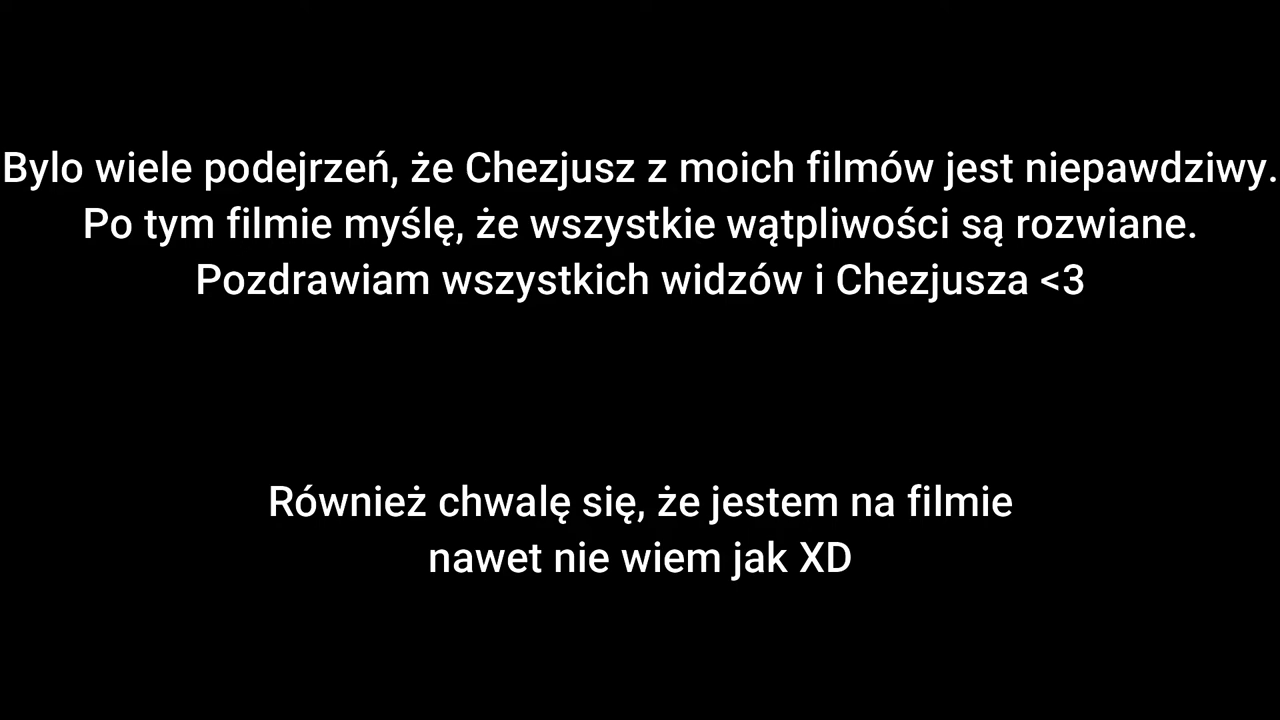 Bylo wiele podejrzeń, że Chezjusz z moich filmów jest niepawdziwy.
Po tym filmie myślę, że wszystkie wątpliwości są rozwiane.
Pozdrawiam wszystkich widzów i Chezjusza <3
Również chwalę się, że jestem na filmie
nawet nie wiem jak XD